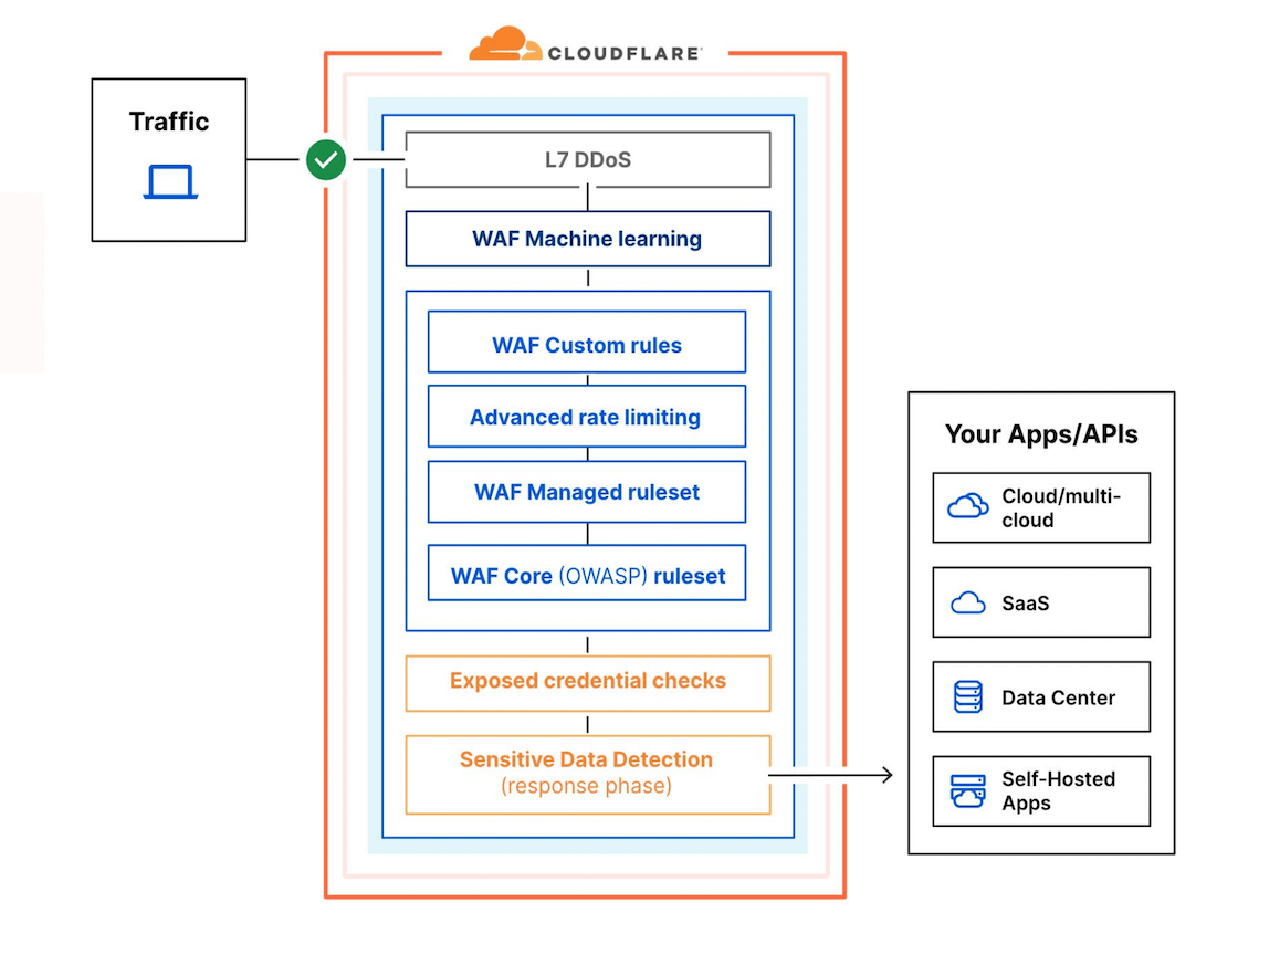 CLOUDFLARE
Traffic
L7 DDoS
WAF Machine learning
WAF Custom rules
Advanced rate limiting
WAF Managed ruleset
WAF Core (OWASP) ruleset
Exposed credential checks
Sensitive Data Detection
(response phase)
Your Apps/APIs
Cloud/multi-
cloud
SaaS
Data Center
Self-Hosted
Apps